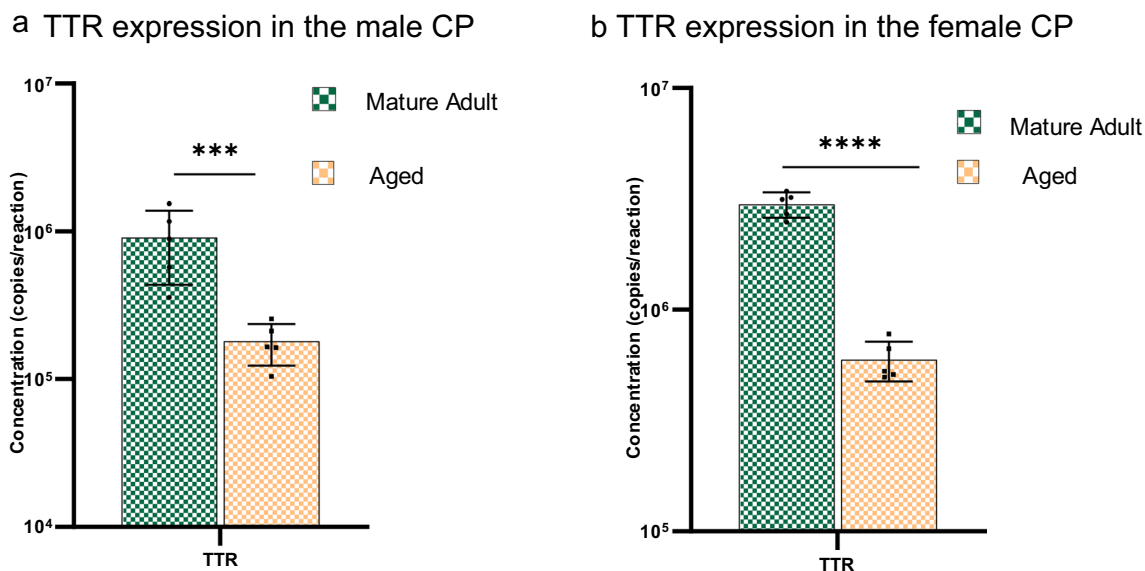 a TTR expression in the male CP
10⁷
10⁶
10⁵
10⁴
Concentration (copies/reaction)
***
Mature Adult
Aged
TTR
b TTR expression in the female CP
10⁷
10⁶
10⁵
Concentration (copies/reaction)
****
Mature Adult
Aged
TTR